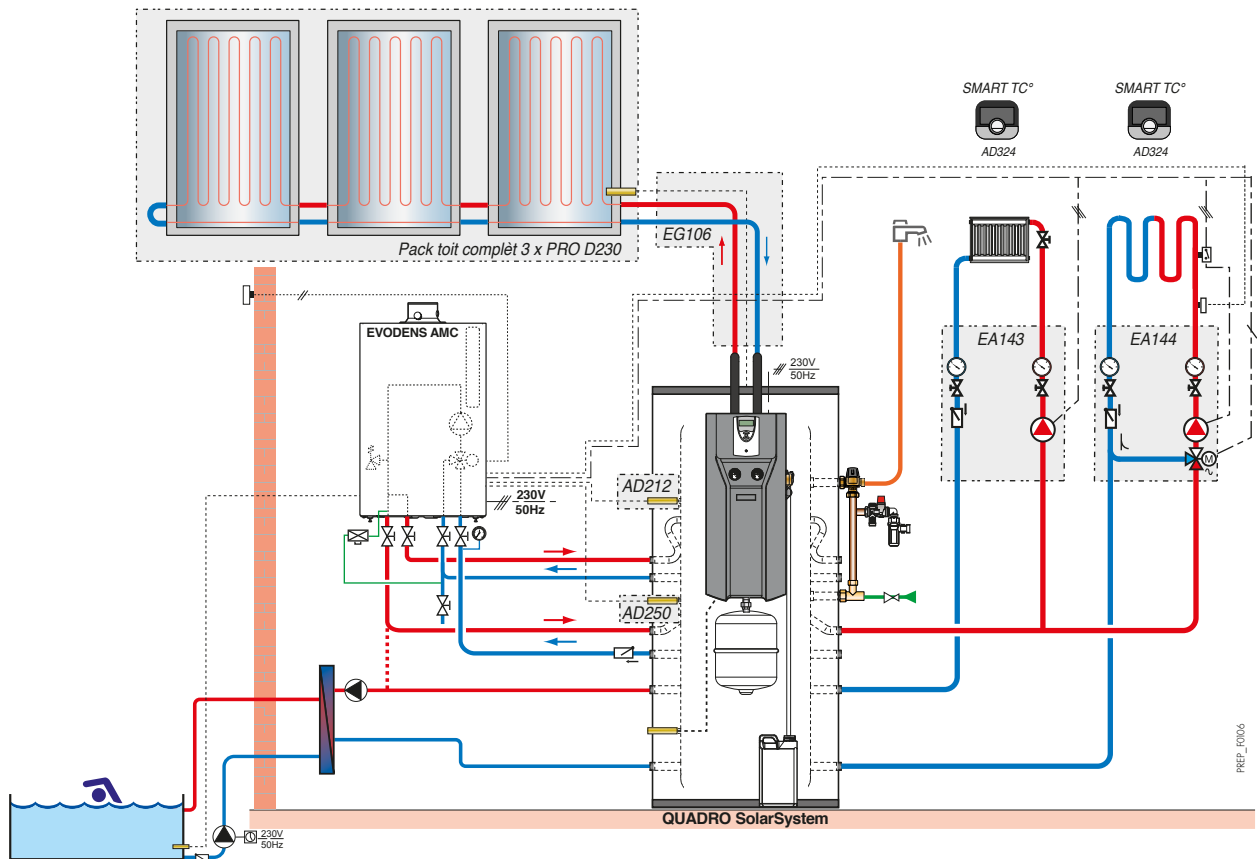 SMART TC°
AD324
SMART TC°
AD324
EG106
Pack toit complèt 3 x PRO D230
EVODENS AMC
230V
50Hz
EA143
EA144
M
AD212
230V
50Hz
AD250
PREP_F0106
QUADRO SolarSystem
230V
50Hz